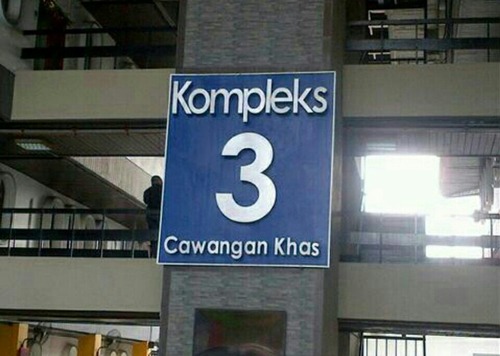 Kompleks
3
Cawangan Khas